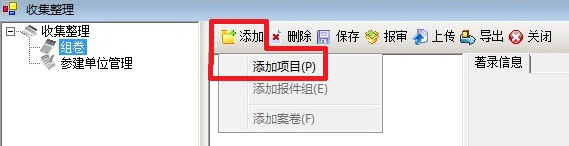 收集整理
收集整理
组卷
参建单位管理
添加 删除 保存 报审 上传 导出 关闭
添加项目(P)
添加报件组(E)
添加案卷(F)
著录信息